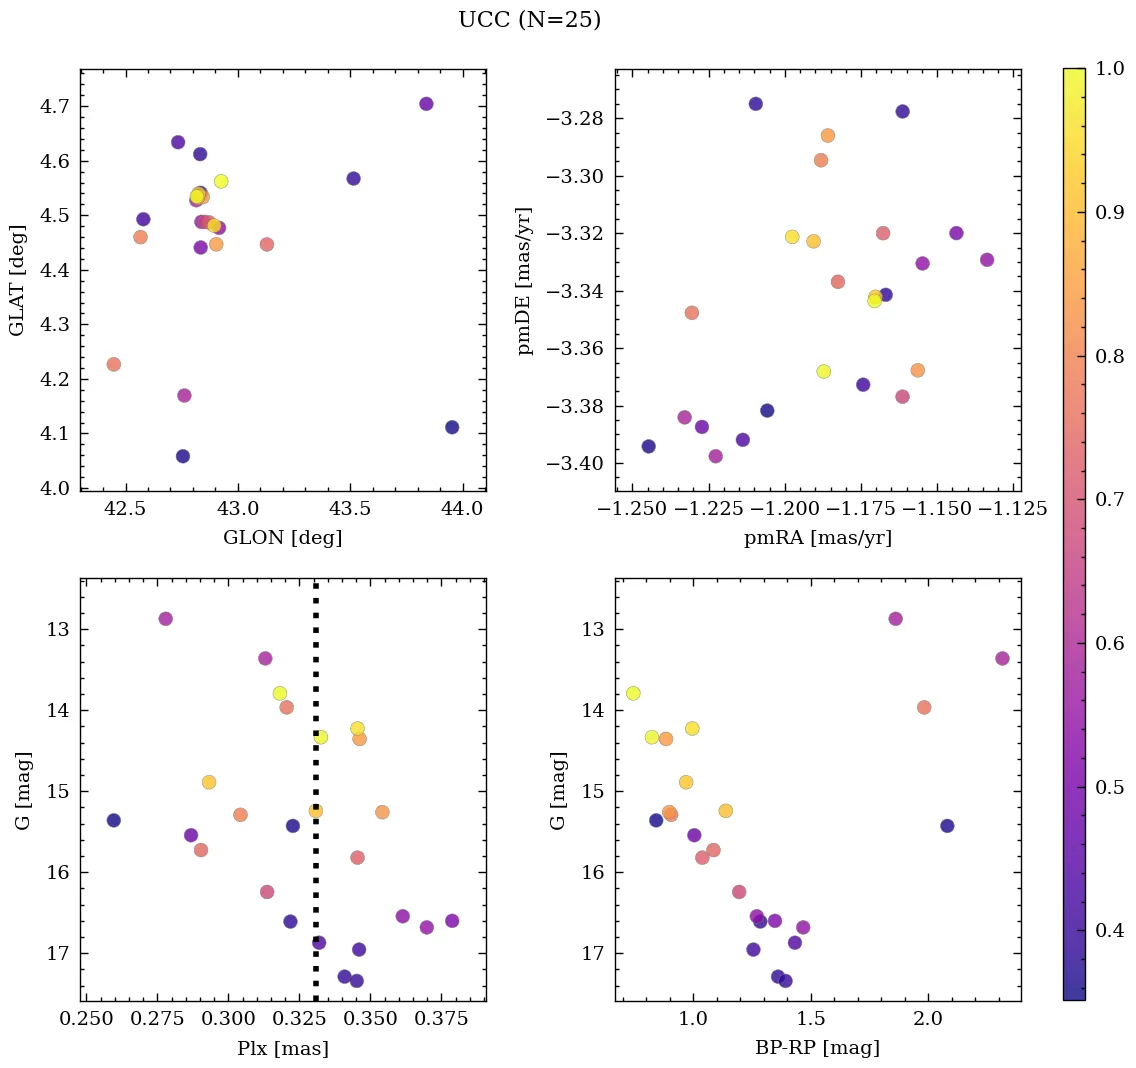 UCC (N=25)
4.7
4.6
4.5
4.4
4.3
4.2
4.1
4.0
GLAT [deg]
42.5 43.0 43.5 44.0
GLON [deg]
−3.28
−3.30
−3.32
−3.34
−3.36
−3.38
−3.40
pmDE [mas/yr]
−1.250 −1.225 −1.200 −1.175 −1.150 −1.125
pmRA [mas/yr]
13
14
15
16
17
G [mag]
0.250 0.275 0.300 0.325 0.350 0.375
Plx [mas]
13
14
15
16
17
G [mag]
1.0 1.5 2.0
BP-RP [mag]
1.0
0.9
0.8
0.7
0.6
0.5
0.4